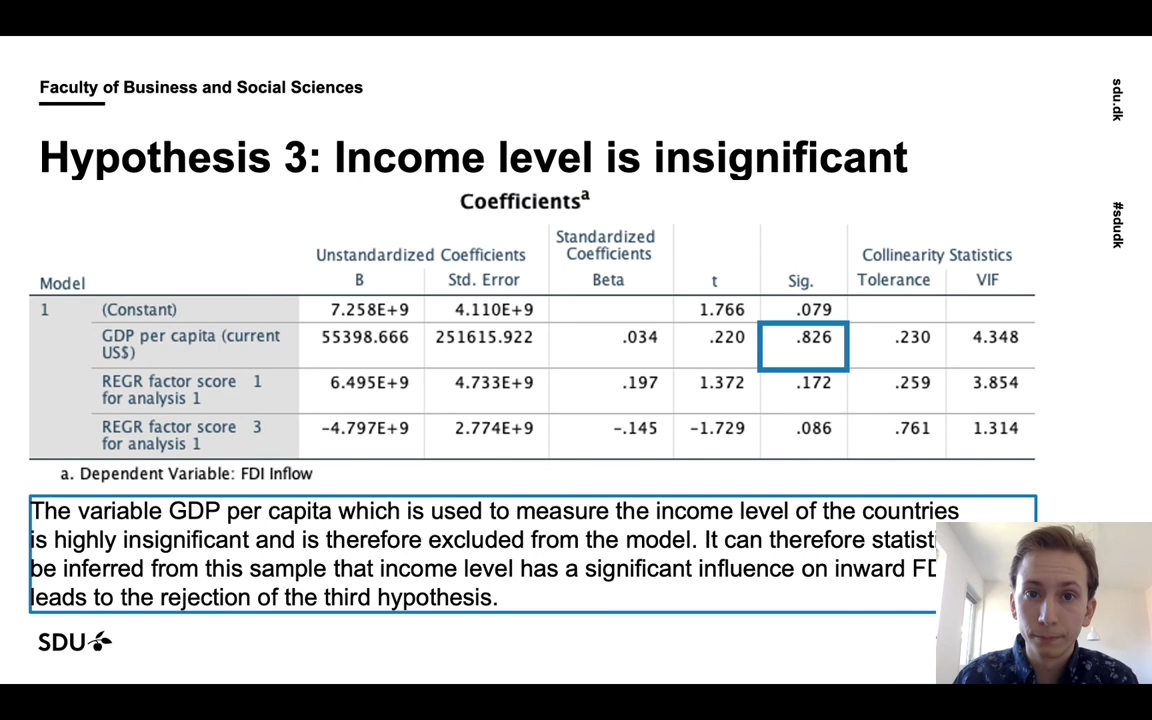 Faculty of Business and Social Sciences
sdu.dk
#sdudk
Hypothesis 3: Income level is insignificant
Coefficientsa
Model Unstandardized Coefficients Standardized Coefficients t Sig. Collinearity Statistics
B Std. Error Beta Tolerance VIF
1 (Constant) 7.258E+9 4.110E+9 1.766 .079
GDP per capita (current US$) 55398.666 251615.922 .034 .220 .826 .230 4.348
REGR factor score 1 for analysis 1 6.495E+9 4.733E+9 .197 1.372 .172 .259 3.854
REGR factor score 3 for analysis 1 -4.797E+9 2.774E+9 -.145 -1.729 .086 .761 1.314
a. Dependent Variable: FDI Inflow
The variable GDP per capita which is used to measure the income level of the countries
is highly insignificant and is therefore excluded from the model. It can therefore
be inferred from this sample that income level has a significant influence on inward
leads to the rejection of the third hypothesis.
SDU